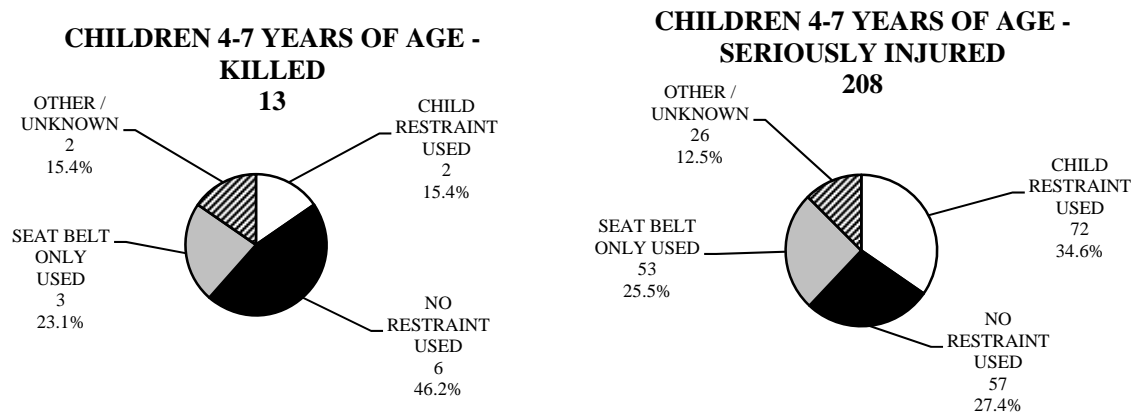 CHILDREN 4-7 YEARS OF AGE -
KILLED
13
OTHER /
UNKNOWN
2
15.4%
CHILD
RESTRAINT
USED
2
15.4%
SEAT BELT
ONLY
USED
3
23.1%
NO
RESTRAINT
USED
6
46.2%
CHILDREN 4-7 YEARS OF AGE -
SERIOUSLY INJURED
208
OTHER /
UNKNOWN
26
12.5%
CHILD
RESTRAINT
USED
72
34.6%
SEAT BELT
ONLY USED
53
25.5%
NO
RESTRAINT
USED
57
27.4%